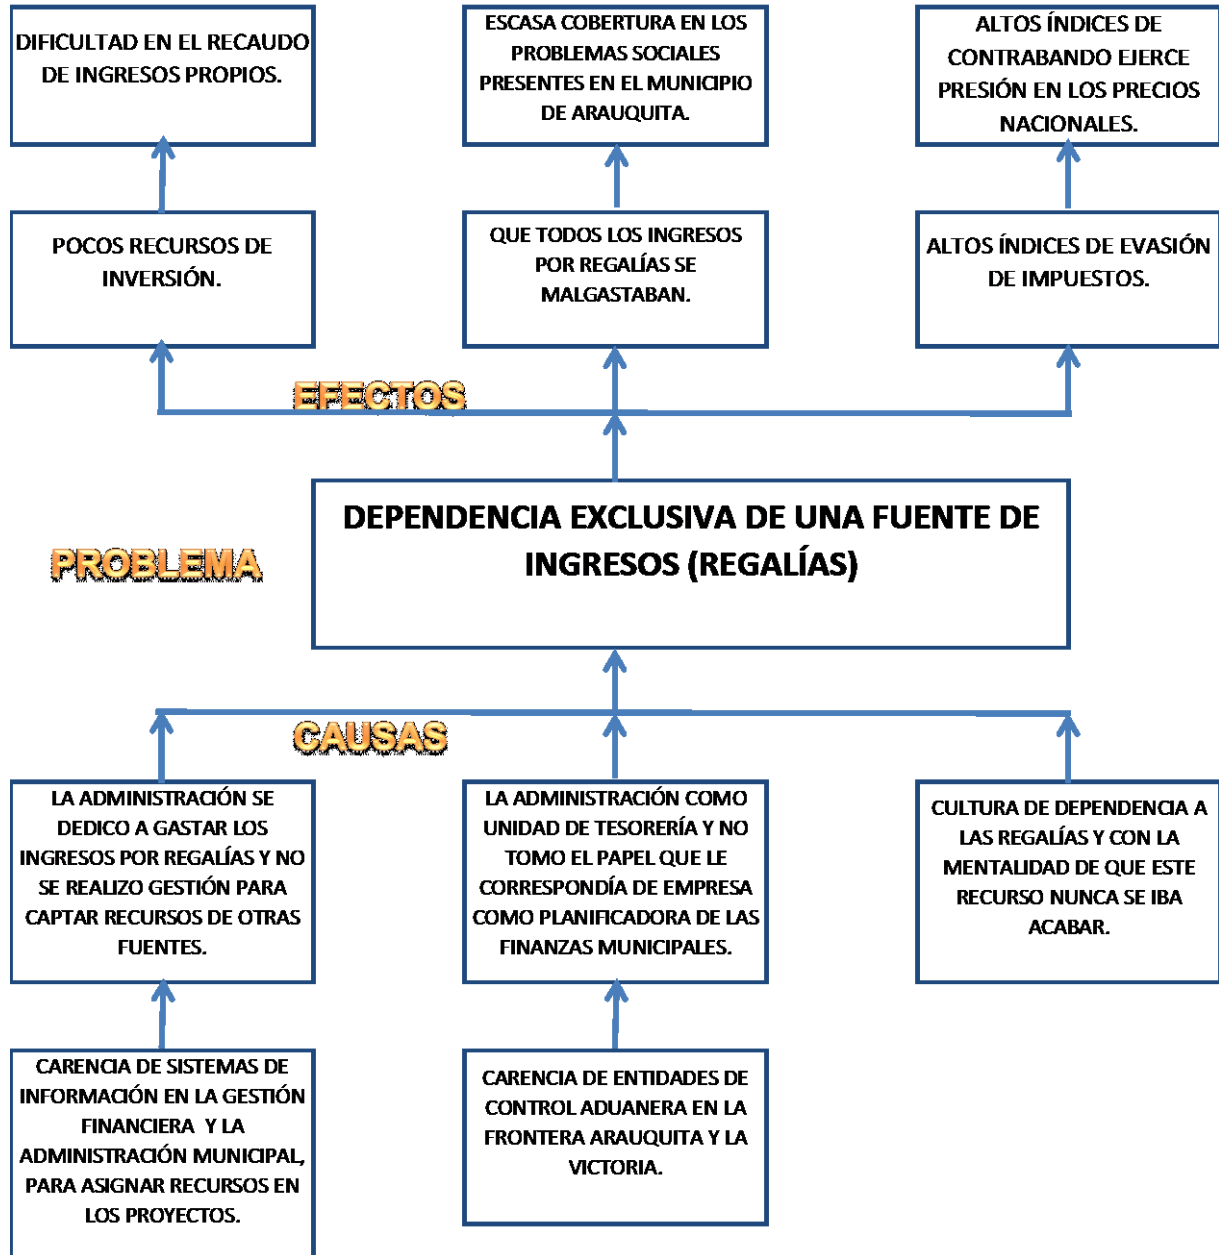 DIFICULTAD EN EL RECAUDO
DE INGRESOS PROPIOS.
ESCASA COBERTURA EN LOS
PROBLEMAS SOCIALES
PRESENTES EN EL MUNICIPIO
DE ARAUQUITA.
ALTOS ÍNDICES DE
CONTRABANDO EJERCE
PRESIÓN EN LOS PRECIOS
NACIONALES.
POCOS RECURSOS DE
INVERSIÓN.
QUE TODOS LOS INGRESOS
POR REGALÍAS SE
MALGASTABAN.
ALTOS ÍNDICES DE EVASIÓN
DE IMPUESTOS.
EFECTOS
DEPENDENCIA EXCLUSIVA DE UNA FUENTE DE
INGRESOS (REGALÍAS)
PROBLEMA
CAUSAS
LA ADMINISTRACIÓN SE
DEDICO A GASTAR LOS
INGRESOS POR REGALÍAS Y NO
SE REALIZO GESTIÓN PARA
CAPTAR RECURSOS DE OTRAS
FUENTES.
LA ADMINISTRACIÓN COMO
UNIDAD DE TESORERÍA Y NO
TOMO EL PAPEL QUE LE
CORRESPONDÍA DE EMPRESA
COMO PLANIFICADORA DE LAS
FINANZAS MUNICIPALES.
CULTURA DE DEPENDENCIA A
LAS REGALÍAS Y CON LA
MENTALIDAD DE QUE ESTE
RECURSO NUNCA SE IBA
ACABAR.
CARENCIA DE SISTEMAS DE
INFORMACIÓN EN LA GESTIÓN
FINANCIERA Y LA
ADMINISTRACIÓN MUNICIPAL,
PARA ASIGNAR RECURSOS EN
LOS PROYECTOS.
CARENCIA DE ENTIDADES DE
CONTROL ADUANERA EN LA
FRONTERA ARAUQUITA Y LA
VICTORIA.